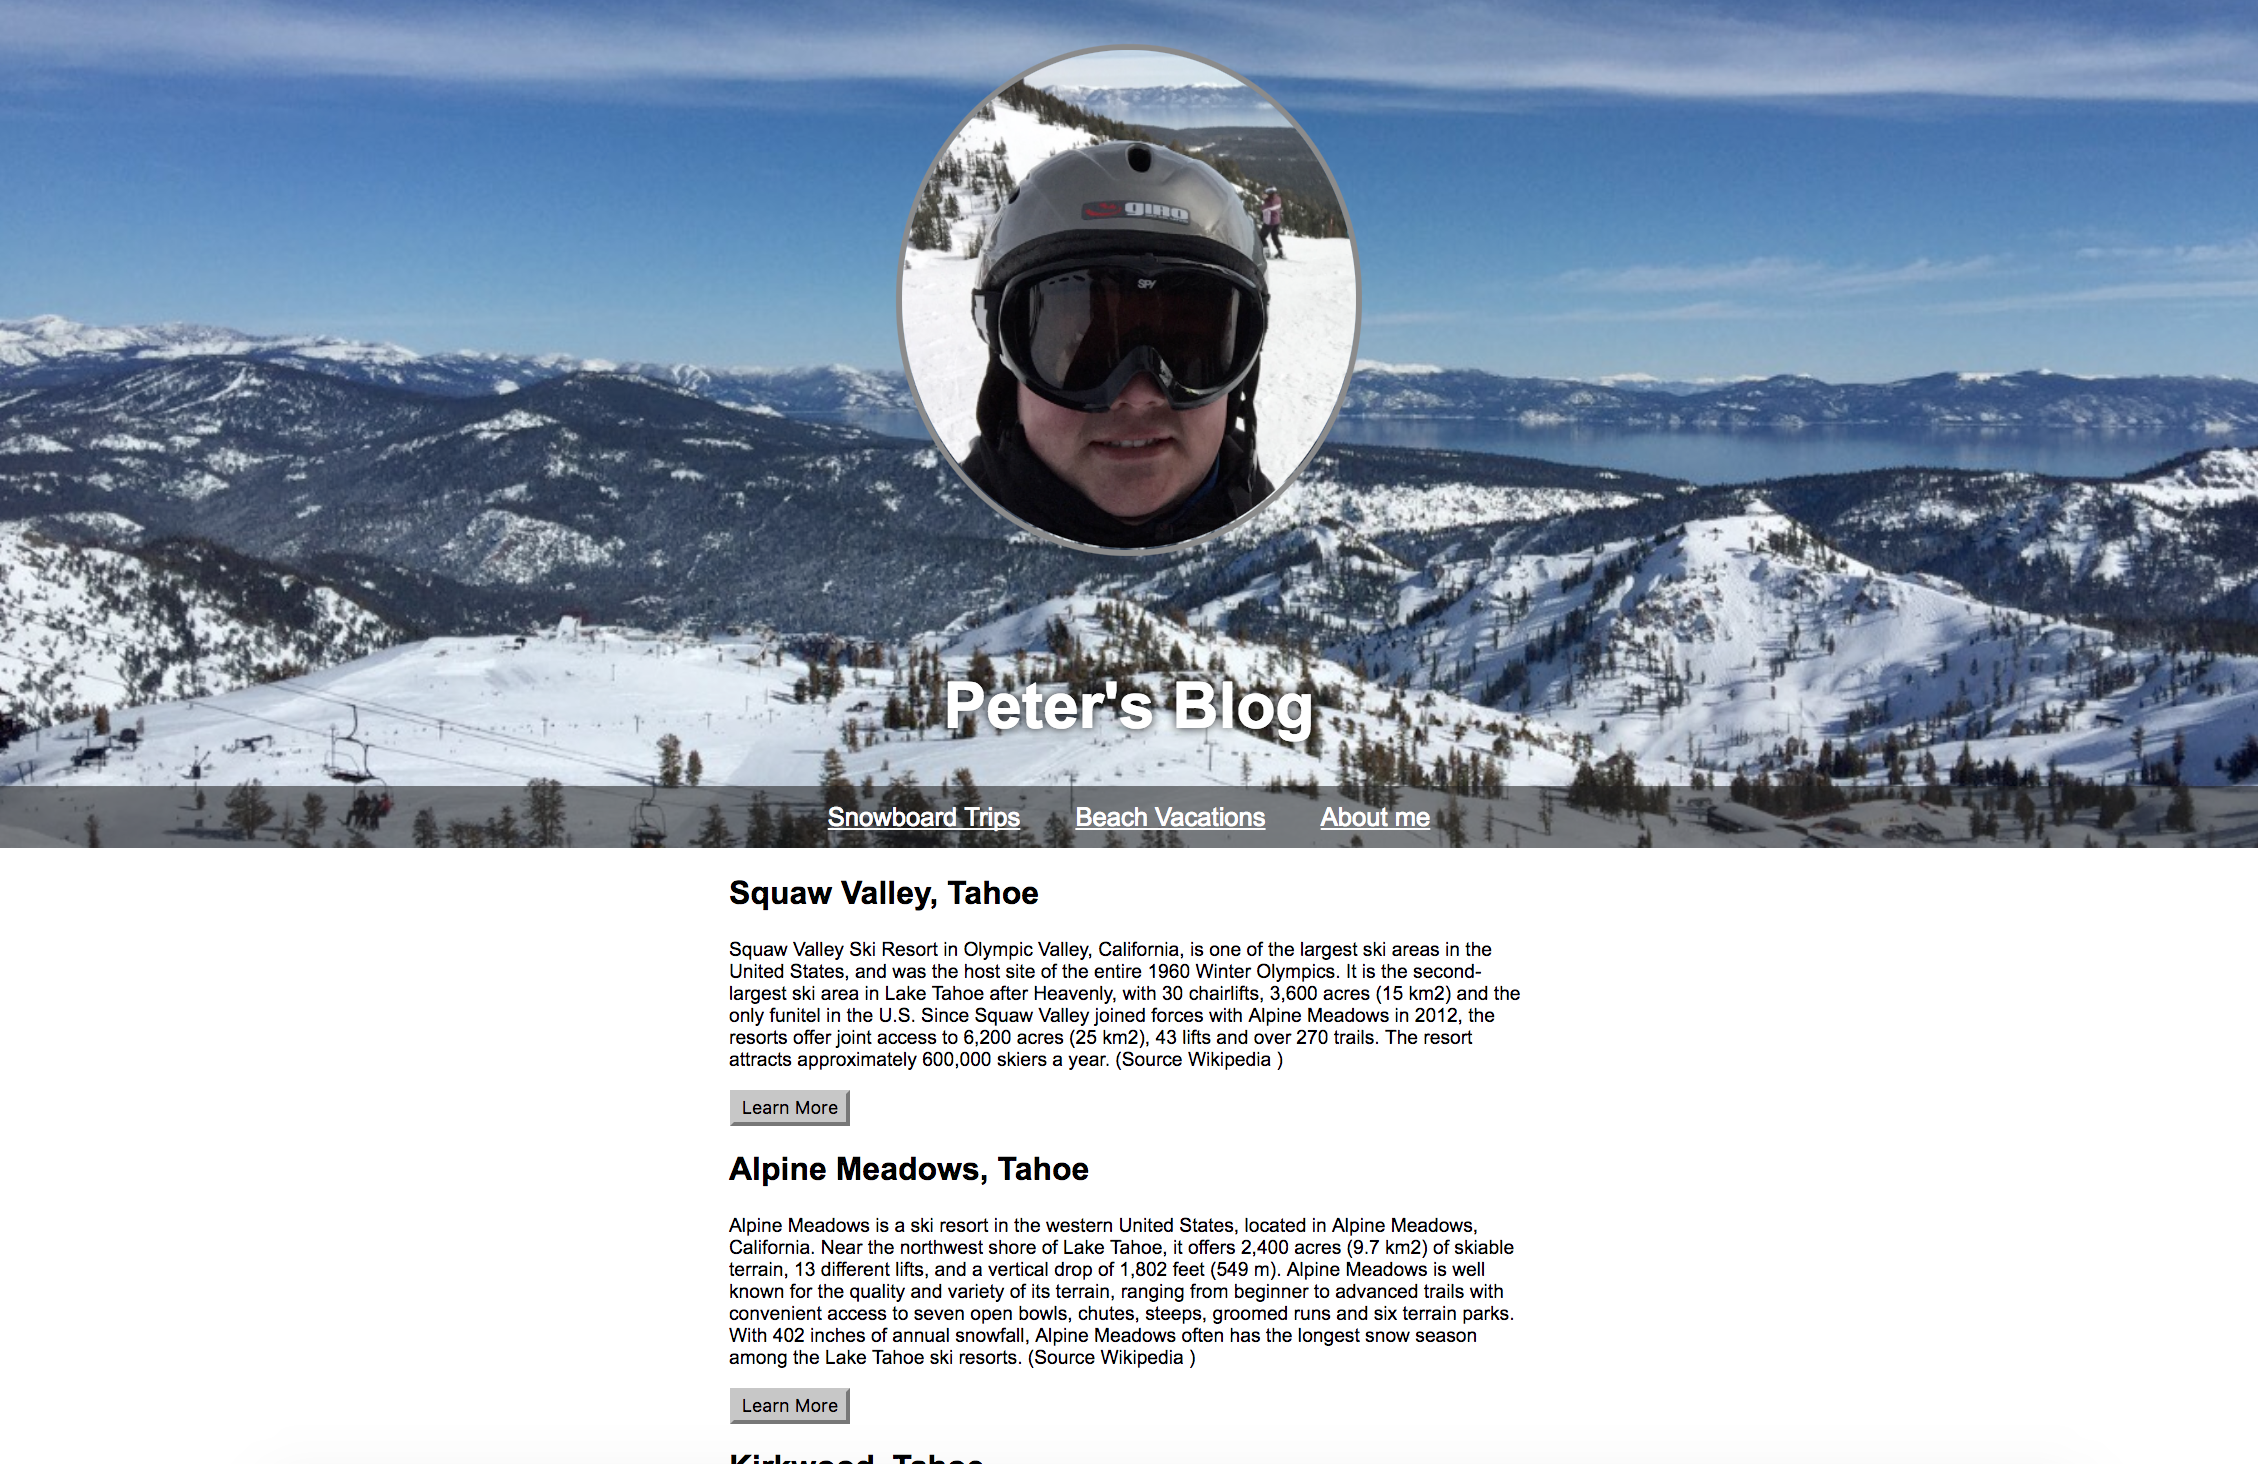 GIRO
SPY
Peter's Blog
Snowboard Trips Beach Vacations About me
Squaw Valley, Tahoe
Squaw Valley Ski Resort in Olympic Valley, California, is one of the largest ski areas in the
United States, and was the host site of the entire 1960 Winter Olympics. It is the second-
largest ski area in Lake Tahoe after Heavenly, with 30 chairlifts, 3,600 acres (15 km2) and the
only funitel in the U.S. Since Squaw Valley joined forces with Alpine Meadows in 2012, the
resorts offer joint access to 6,200 acres (25 km2), 43 lifts and over 270 trails. The resort
attracts approximately 600,000 skiers a year. (Source Wikipedia )
Learn More
Alpine Meadows, Tahoe
Alpine Meadows is a ski resort in the western United States, located in Alpine Meadows,
California. Near the northwest shore of Lake Tahoe, it offers 2,400 acres (9.7 km2) of skiable
terrain, 13 different lifts, and a vertical drop of 1,802 feet (549 m). Alpine Meadows is well
known for the quality and variety of its terrain, ranging from beginner to advanced trails with
convenient access to seven open bowls, chutes, steeps, groomed runs and six terrain parks.
With 402 inches of annual snowfall, Alpine Meadows often has the longest snow season
among the Lake Tahoe ski resorts. (Source Wikipedia )
Learn More
Kirkwood, Tahoe